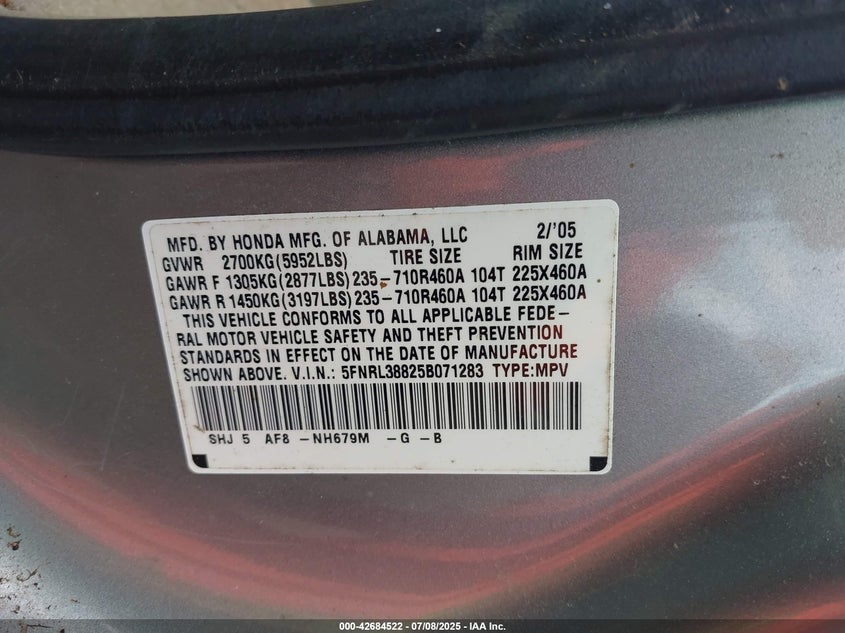 MFD. BY HONDA MFG. OF ALABAMA, LLC 2/'05
GVWR 2700KG(5952LBS) TIRE SIZE RIM SIZE
GAWR F 1305KG(2877LBS)235-710R460A 104T 225X460A
GAWR R 1450KG(3197LBS)235-710R460A 104T 225X460A
THIS VEHICLE CONFORMS TO ALL APPLICABLE FEDE-
RAL MOTOR VEHICLE SAFETY AND THEFT PREVENTION
STANDARDS IN EFFECT ON THE DATE OF MANUFACTURE
SHOWN ABOVE. V.I.N.: 5FNRL38825B071283 TYPE:MPV
SHJ 5 AF8 -NH679M -G -B
000-42684522 - 07/08/2025 - IAA Inc.